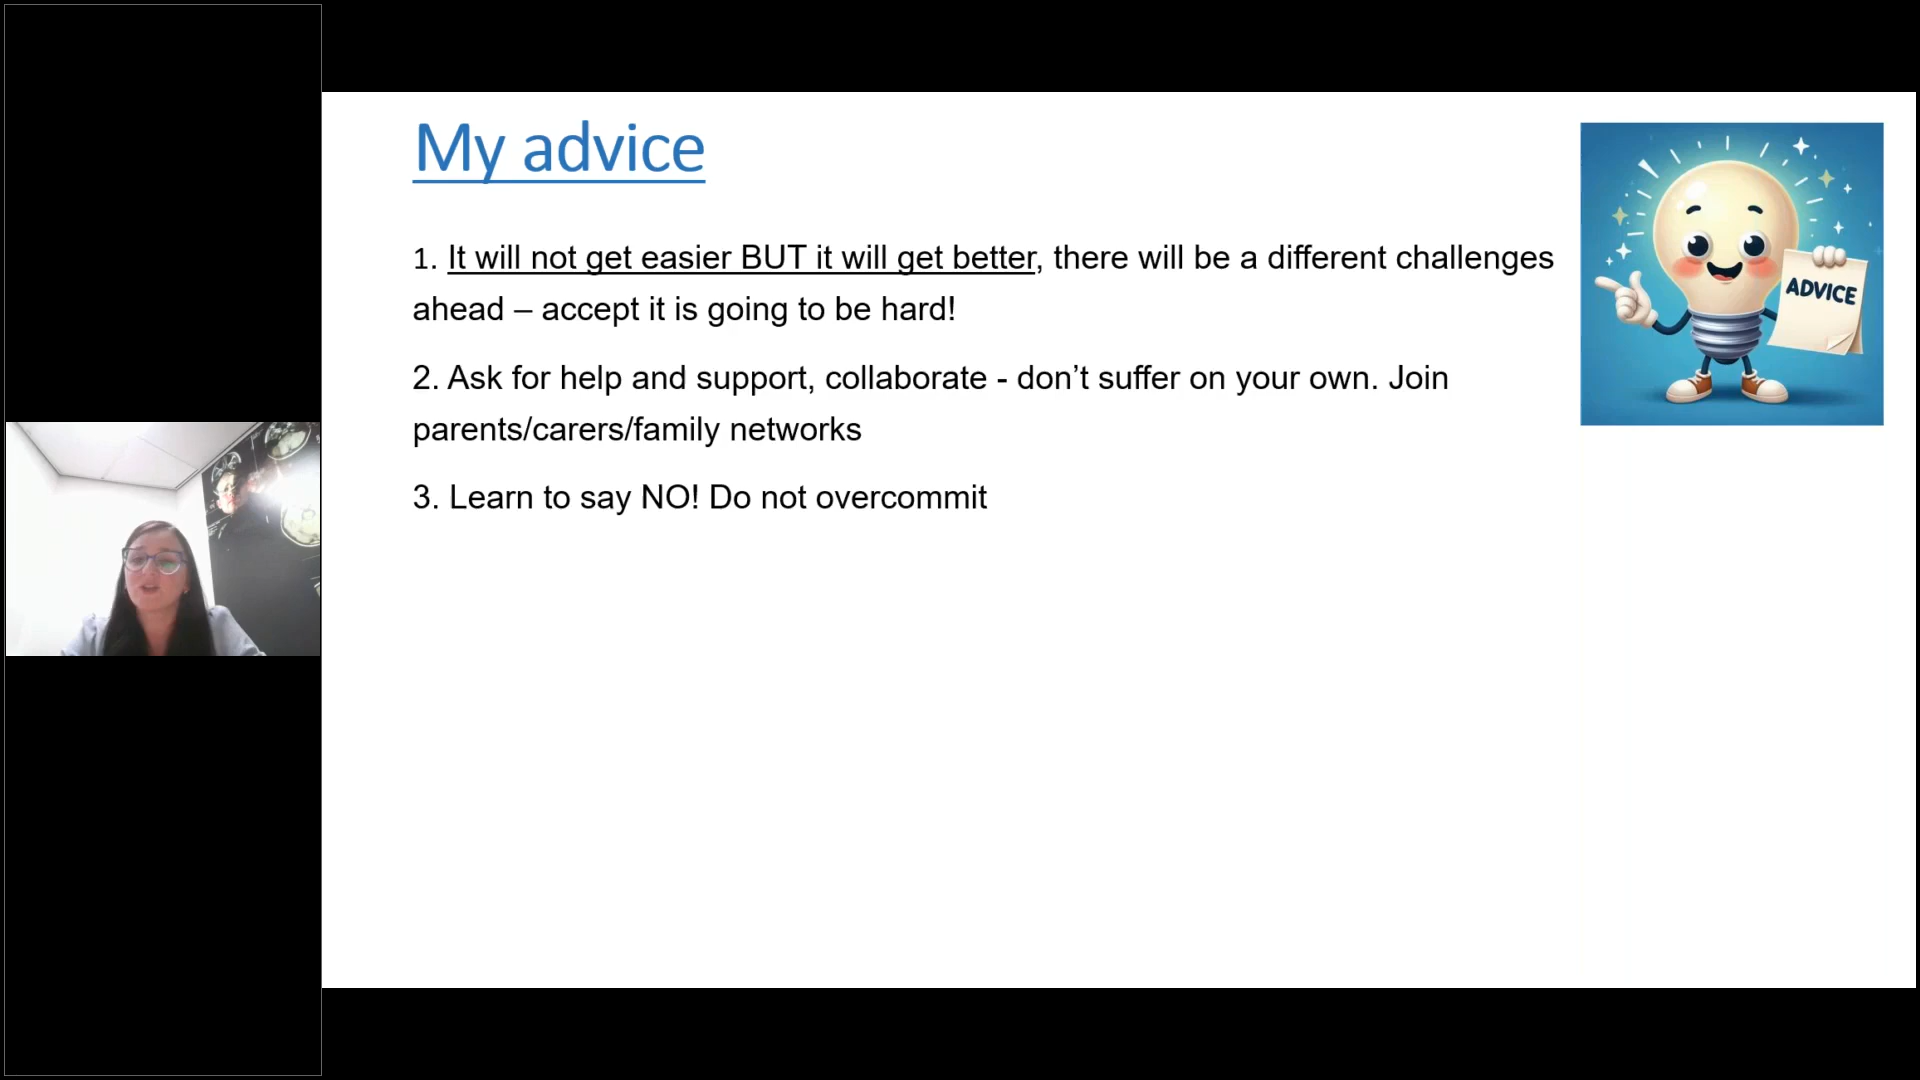 My advice
1. It will not get easier BUT it will get better, there will be a different challenges
ahead – accept it is going to be hard!
2. Ask for help and support, collaborate - don’t suffer on your own. Join
parents/carers/family networks
3. Learn to say NO! Do not overcommit
ADVICE